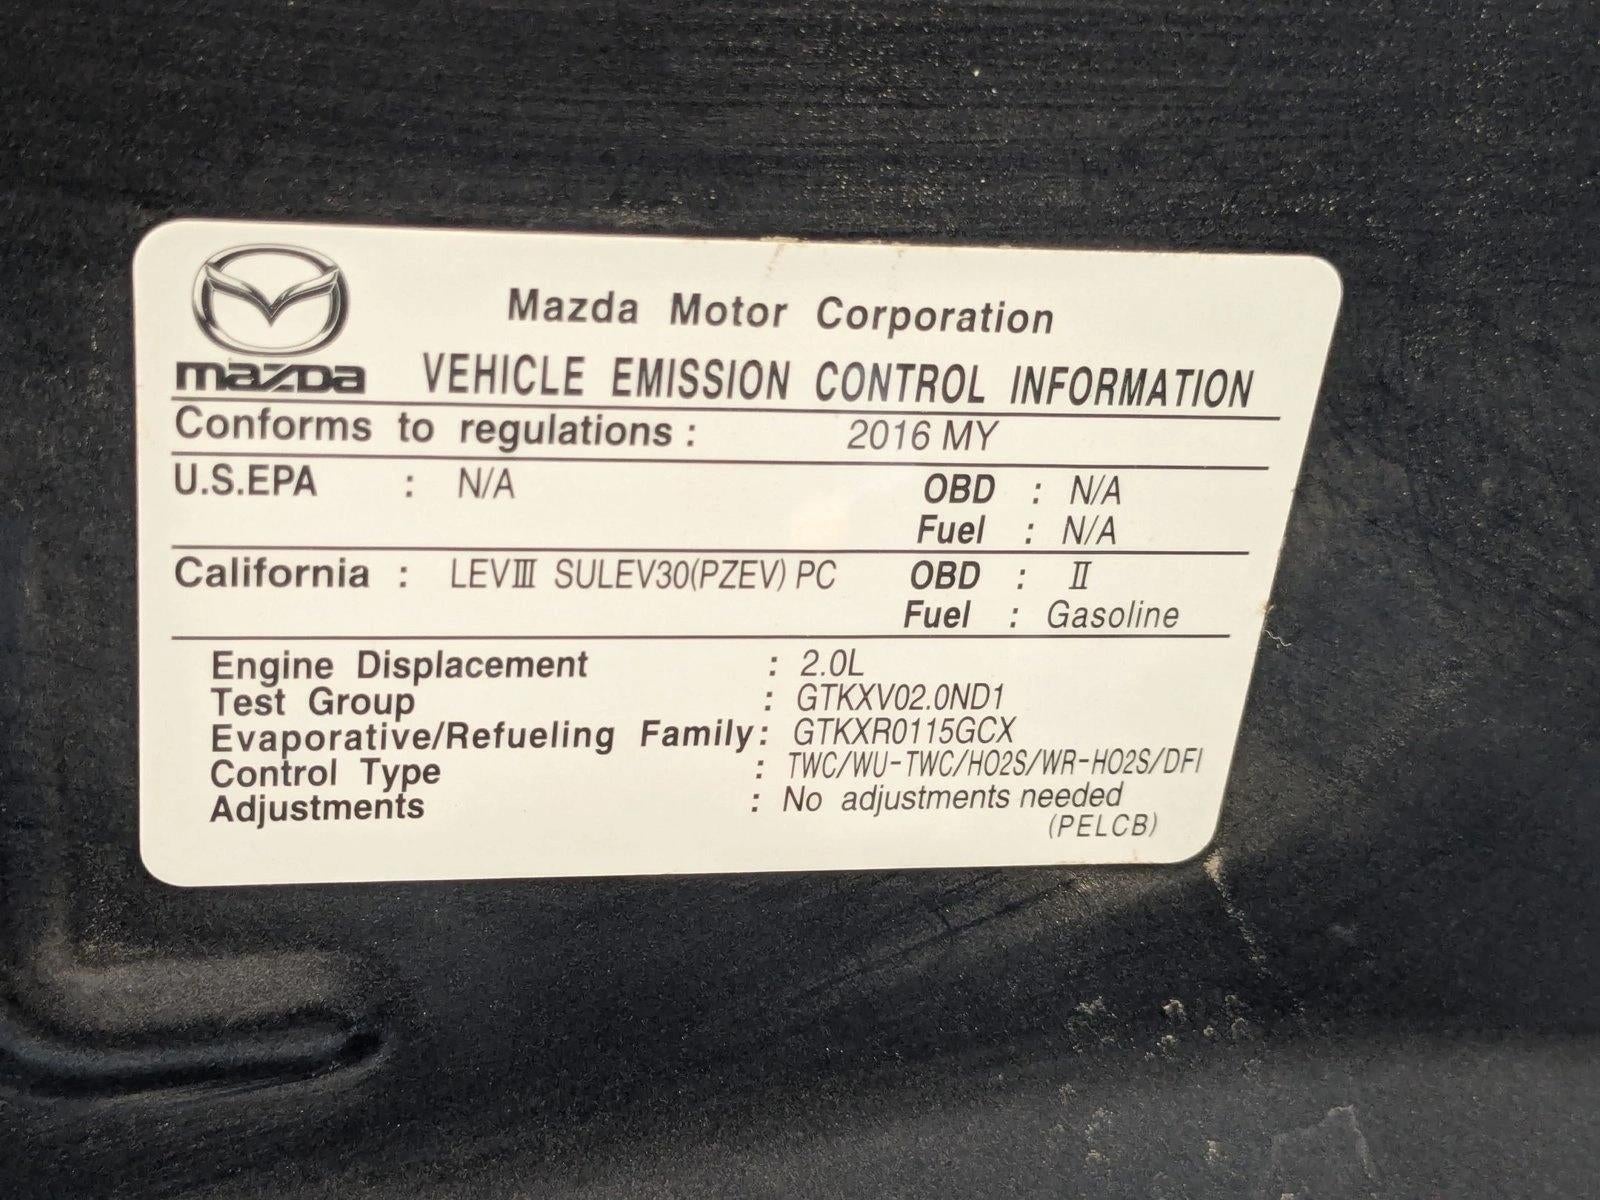 Mazda Motor Corporation
mazda VEHICLE EMISSION CONTROL INFORMATION
Conforms to regulations : 2016 MY
U.S.EPA : N/A OBD : N/A
Fuel : N/A
California : LEVⅢ SULEV30(PZEV) PC OBD : Ⅱ
Fuel : Gasoline
Engine Displacement : 2.0L
Test Group : GTKXV02.0ND1
Evaporative/Refueling Family: GTKXR0115GCX
Control Type : TWC/WU-TWC/HO2S/WR-HO2S/DFI
Adjustments : No adjustments needed
(PELCB)